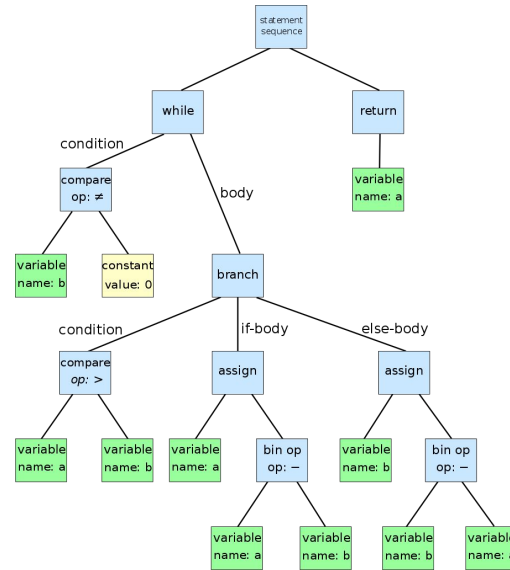 statement
sequence
while
return
condition
compare
op: ≠
body
variable
name: a
variable
name: b
constant
value: 0
branch
condition
if-body
else-body
compare
op: >
assign
assign
variable
name: a
variable
name: b
variable
name: a
bin op
op: −
variable
name: b
bin op
op: −
variable
name: a
variable
name: b
variable
name: b
variable
name: